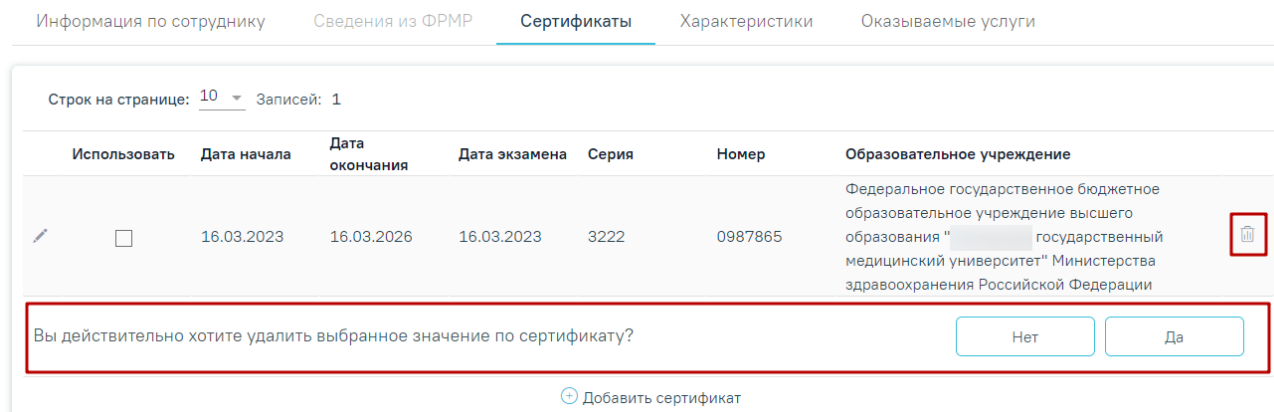 Информация по сотруднику Сведения из ФРМР Сертификаты Характеристики Оказываемые услуги
Строк на странице: 10 Записей: 1
Использовать Дата начала Дата окончания Дата экзамена Серия Номер Образовательное учреждение
Федеральное государственное бюджетное
образовательное учреждение высшего
16.03.2023 16.03.2026 16.03.2023 3222 0987865 образования " государственный
медицинский университет" Министерства
здравоохранения Российской Федерации
Вы действительно хотите удалить выбранное значение по сертификату? Нет Да
Добавить сертификат